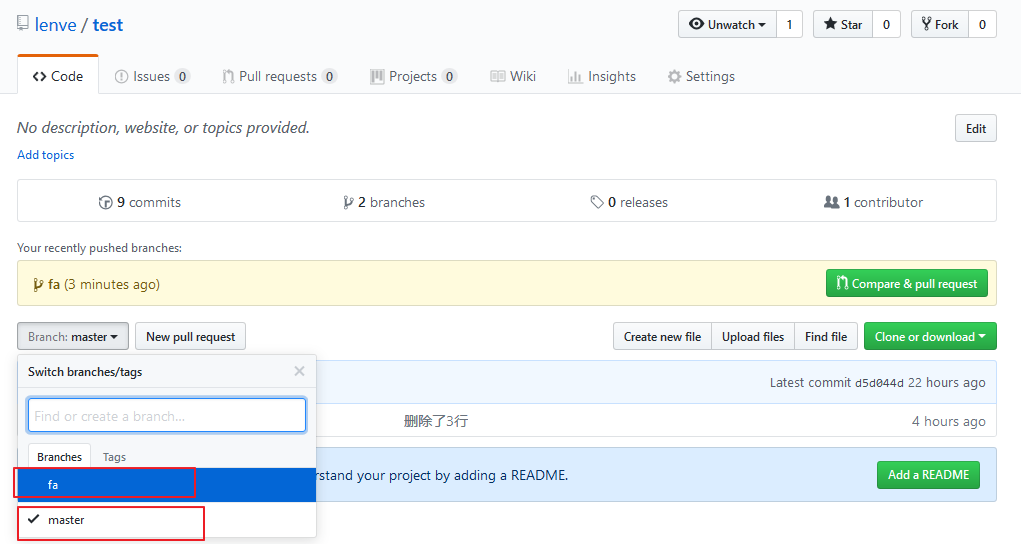 lenve / test
Unwatch 1 Star 0 Fork 0
Code Issues 0 Pull requests 0 Projects 0 Wiki Insights Settings
No description, website, or topics provided.
Edit
Add topics
9 commits 2 branches 0 releases 1 contributor
Your recently pushed branches:
fa (3 minutes ago) Compare & pull request
Branch: master New pull request Create new file Upload files Find file Clone or download
Switch branches/tags
Latest commit d5d044d 22 hours ago
Find or create a branch...
删除了3行 4 hours ago
Branches Tags
rstand your project by adding a README. Add a README
fa
master